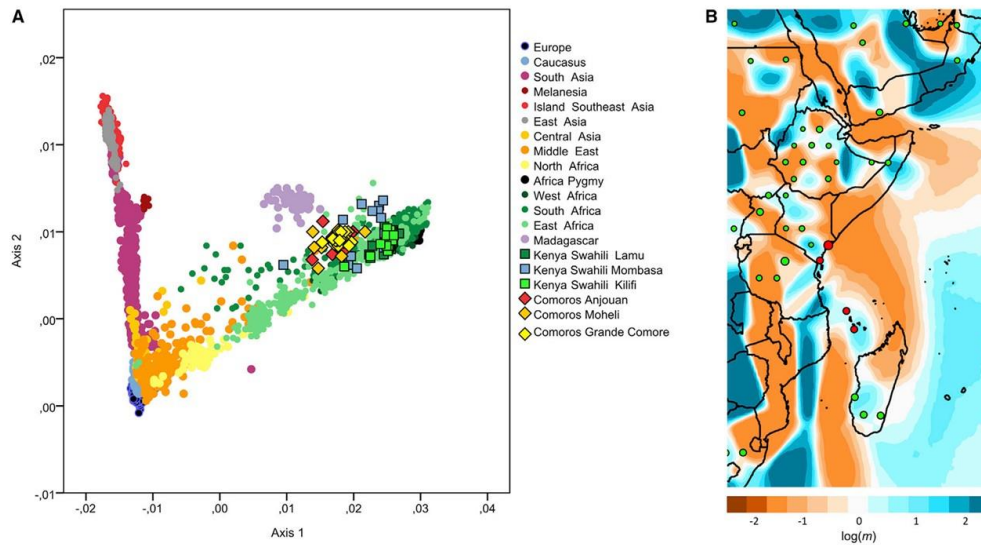 A
,02
,01
,01
,00
,00
-,01
Axis 2
-,02
-,01
,00
,01
,02
,03
,04
Axis 1
Europe
Caucasus
South Asia
Melanesia
Island Southeast Asia
East Asia
Central Asia
Middle East
North Africa
Africa Pygmy
West Africa
South Africa
East Africa
Madagascar
Kenya Swahili Lamu
Kenya Swahili Mombasa
Kenya Swahili Kilifi
Comoros Anjouan
Comoros Moheli
Comoros Grande Comore
B
-2 -1 0 1 2
log(m)